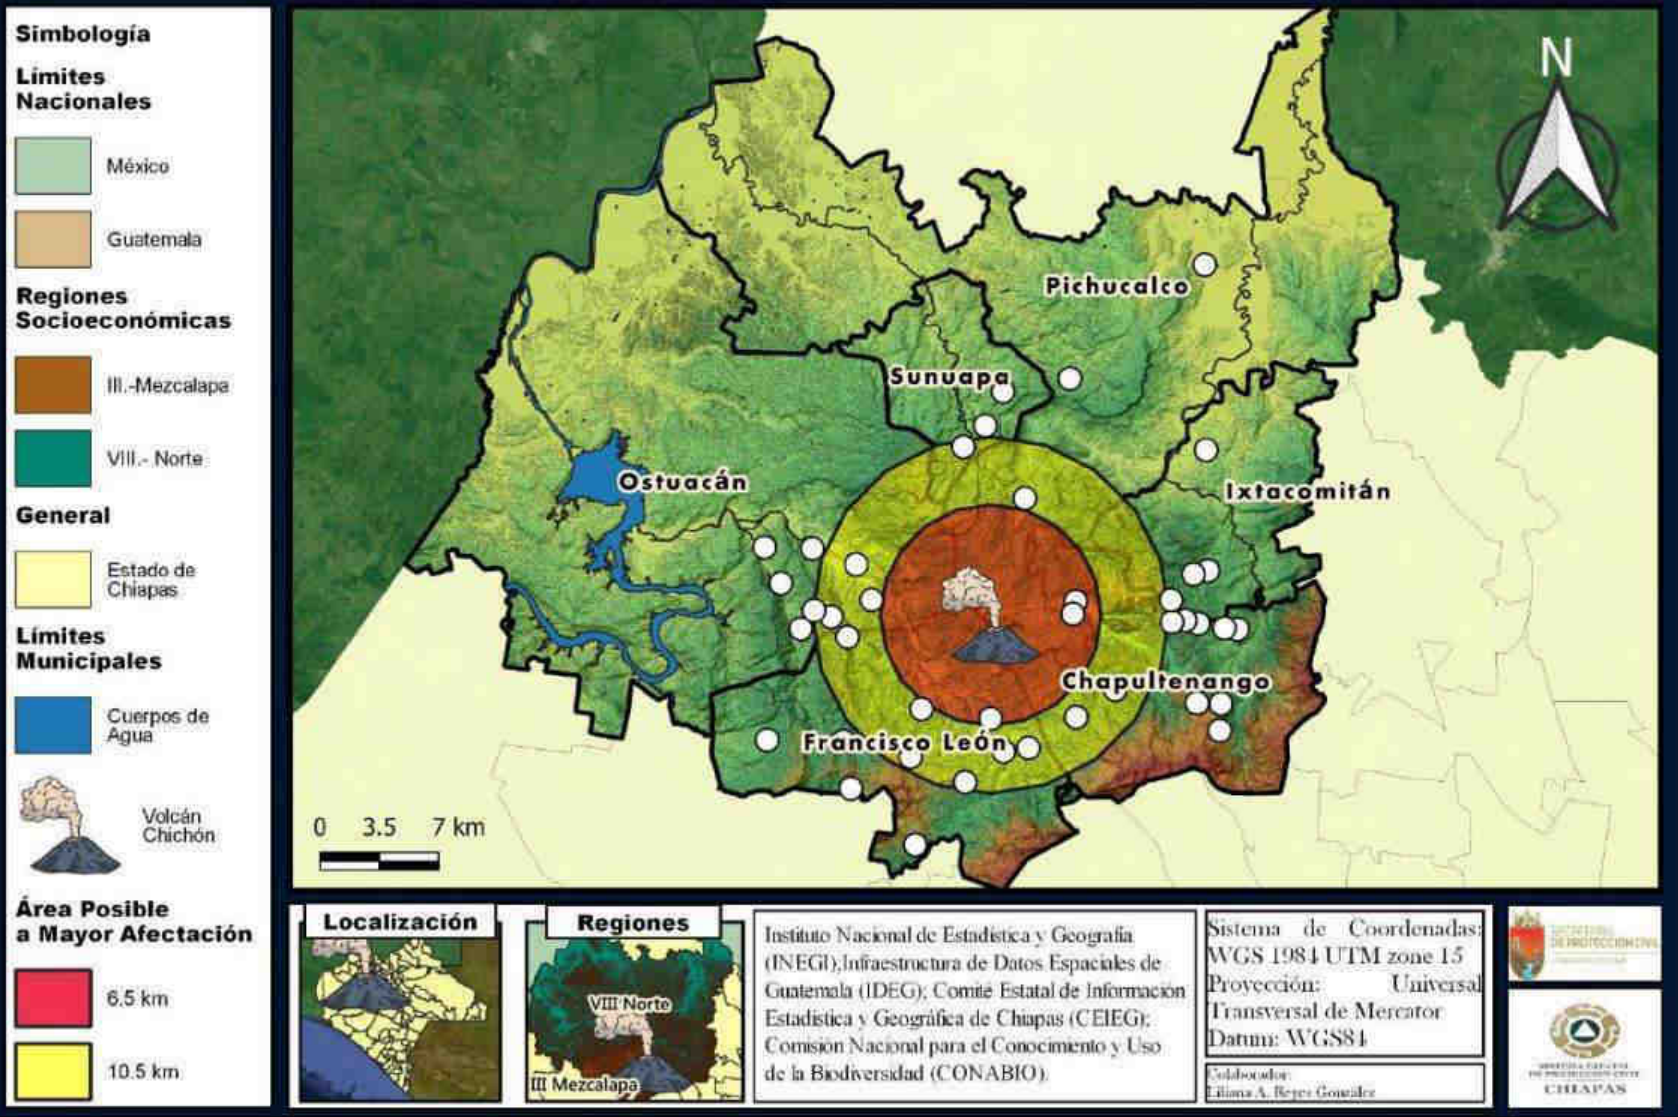 Simbología
Límites
Nacionales
México
Guatemala
Regiones
Socioeconómicas
III.-Mezcalapa
VIII.- Norte
General
Estado de
Chiapas
Límites
Municipales
Cuerpos de
Agua
Volcán
Chichón
Área Posible
a Mayor Afectación
6.5 km
10.5 km
N
Pichucalco
Sunuapa
Ostuacán
Ixtacomitán
Chapultenango
Francisco León
0 3.5 7 km
Localización
Regiones
VIII Norte
III Mezcalapa
Instituto Nacional de Estadística y Geografía
(INEGI),Infraestructura de Datos Espaciales de
Guatemala (IDEG); Comité Estatal de Información
Estadística y Geográfica de Chiapas (CEIEG);
Comisión Nacional para el Conocimiento y Uso
de la Biodiversidad (CONABIO).
Sistema de Coordenadas:
WGS 1984 UTM zone 15
Proyección: Universal
Transversal de Mercator
Datum: WGS84
Colaborador:
Liliana A. Reyes González
DE PROTECCIÓN CIVIL
CHIAPAS